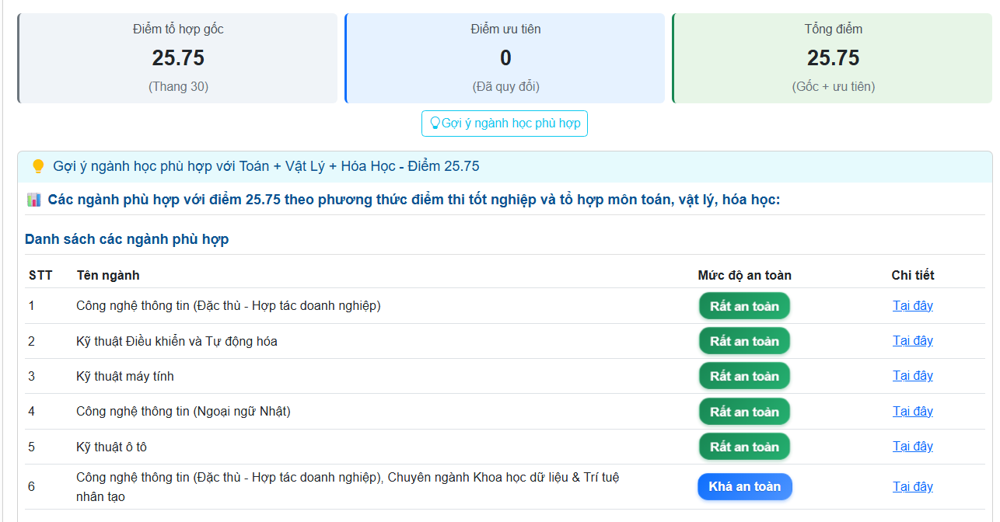 Điểm tổ hợp gốc
25.75
(Thang 30)
Điểm ưu tiên
0
(Đã quy đổi)
Tổng điểm
25.75
(Gốc + ưu tiên)
Gợi ý ngành học phù hợp
Gợi ý ngành học phù hợp với Toán + Vật Lý + Hóa Học - Điểm 25.75
Các ngành phù hợp với điểm 25.75 theo phương thức điểm thi tốt nghiệp và tổ hợp môn toán, vật lý, hóa học:
Danh sách các ngành phù hợp
STT Tên ngành Mức độ an toàn Chi tiết
1 Công nghệ thông tin (Đặc thù - Hợp tác doanh nghiệp) Rất an toàn Tại đây
2 Kỹ thuật Điều khiển và Tự động hóa Rất an toàn Tại đây
3 Kỹ thuật máy tính Rất an toàn Tại đây
4 Công nghệ thông tin (Ngoại ngữ Nhật) Rất an toàn Tại đây
5 Kỹ thuật ô tô Rất an toàn Tại đây
6 Công nghệ thông tin (Đặc thù - Hợp tác doanh nghiệp), Chuyên ngành Khoa học dữ liệu & Trí tuệ
nhân tạo Khá an toàn Tại đây